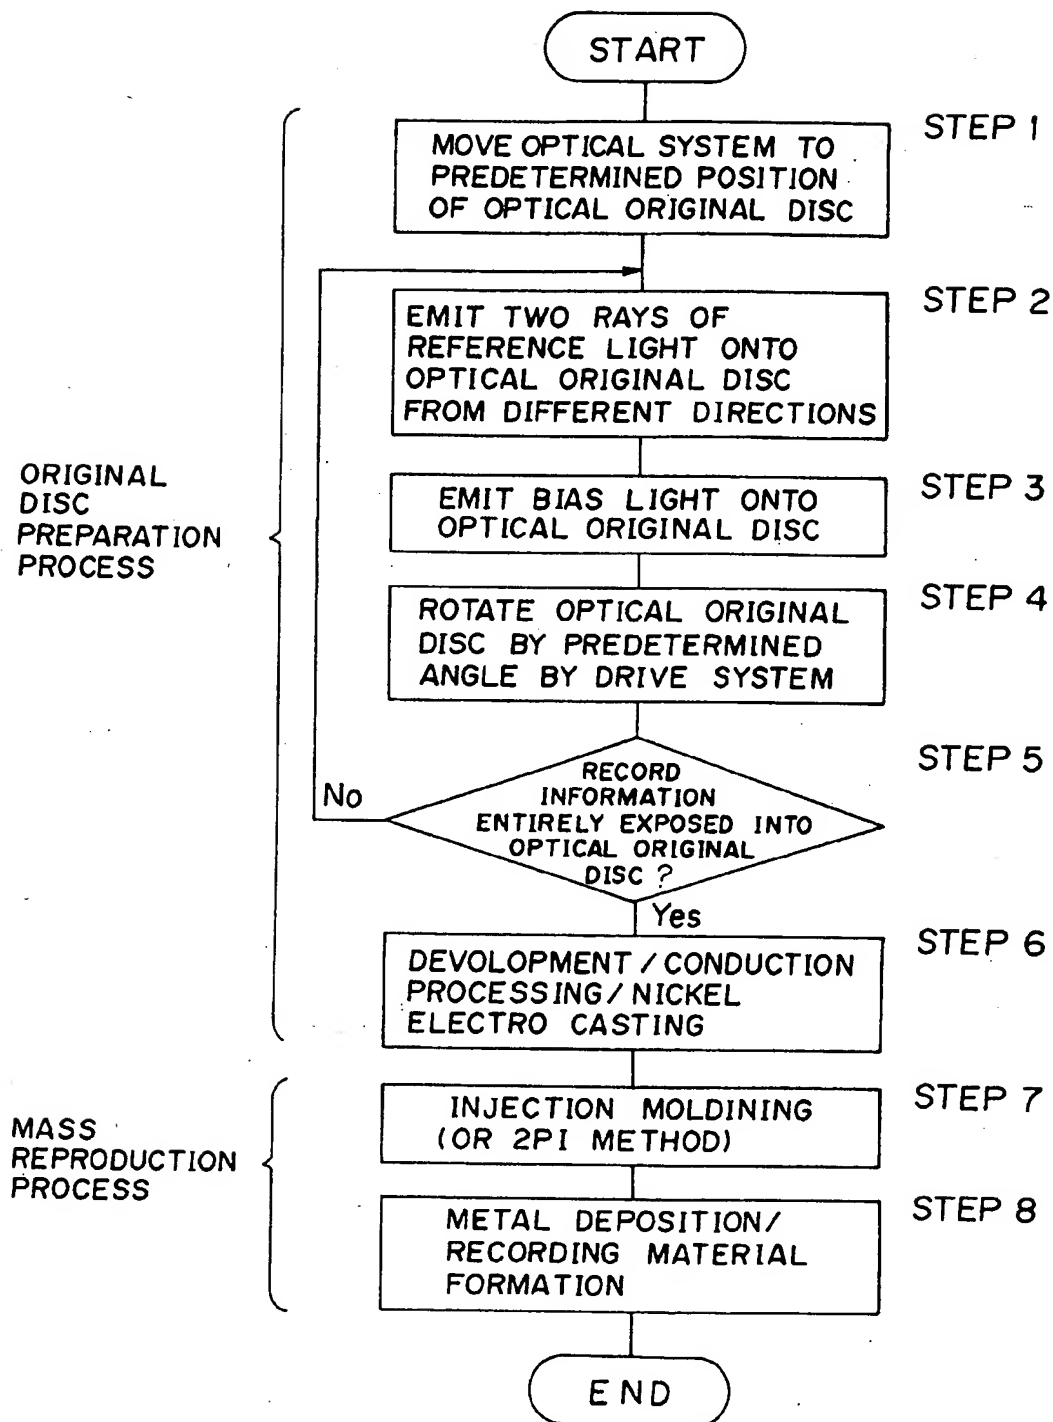 START
STEP 1
MOVE OPTICAL SYSTEM TO
PREDETERMINED POSITION
OF OPTICAL ORIGINAL DISC
STEP 2
EMIT TWO RAYS OF
REFERENCE LIGHT ONTO
OPTICAL ORIGINAL DISC
FROM DIFFERENT DIRECTIONS
ORIGINAL
DISC
PREPARATION
PROCESS
STEP 3
EMIT BIAS LIGHT ONTO
OPTICAL ORIGINAL DISC
STEP 4
ROTATE OPTICAL ORIGINAL
DISC BY PREDETERMINED
ANGLE BY DRIVE SYSTEM
STEP 5
No
RECORD
INFORMATION
ENTIRELY EXPOSED INTO
OPTICAL ORIGINAL
DISC ?
Yes
STEP 6
DEVOLOPMENT / CONDUCTION
PROCESSING / NICKEL
ELECTRO CASTING
MASS
REPRODUCTION
PROCESS
STEP 7
INJECTION MOLDINING
(OR 2PI METHOD)
STEP 8
METAL DEPOSITION/
RECORDING MATERIAL
FORMATION
END